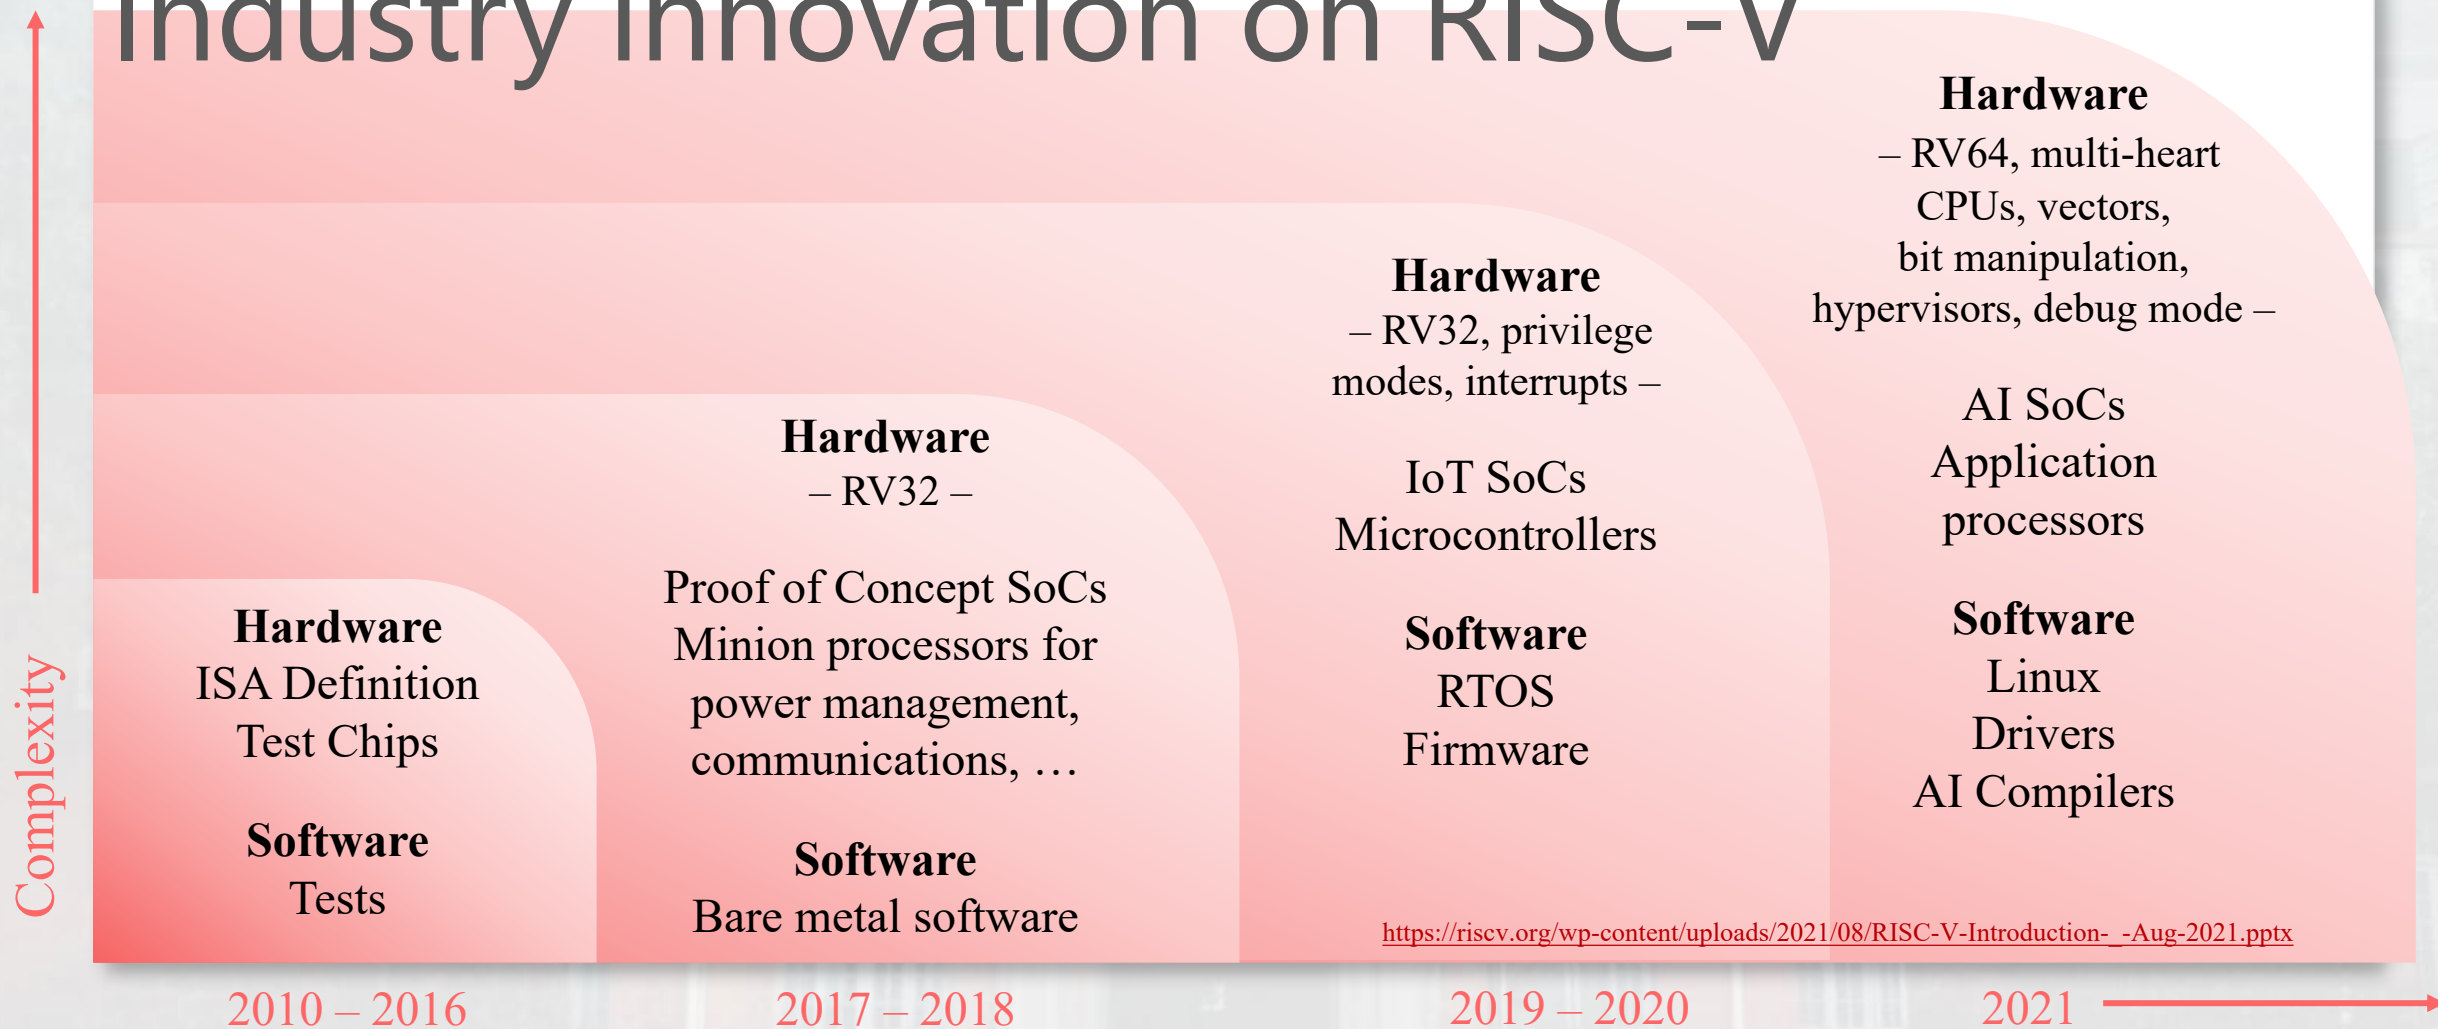 Industry innovation on RISC-V
Hardware
– RV64, multi-heart
CPUs, vectors,
bit manipulation,
hypervisors, debug mode –
AI SoCs
Application
processors
Software
Linux
Drivers
AI Compilers
Hardware
– RV32, privilege
modes, interrupts –
IoT SoCs
Microcontrollers
Software
RTOS
Firmware
Hardware
– RV32 –
Proof of Concept SoCs
Minion processors for
power management,
communications, …
Software
Bare metal software
Hardware
ISA Definition
Test Chips
Software
Tests
https://riscv.org/wp-content/uploads/2021/08/RISC-V-Introduction-_-Aug-2021.pptx
Complexity
2010 – 2016
2017 – 2018
2019 – 2020
2021